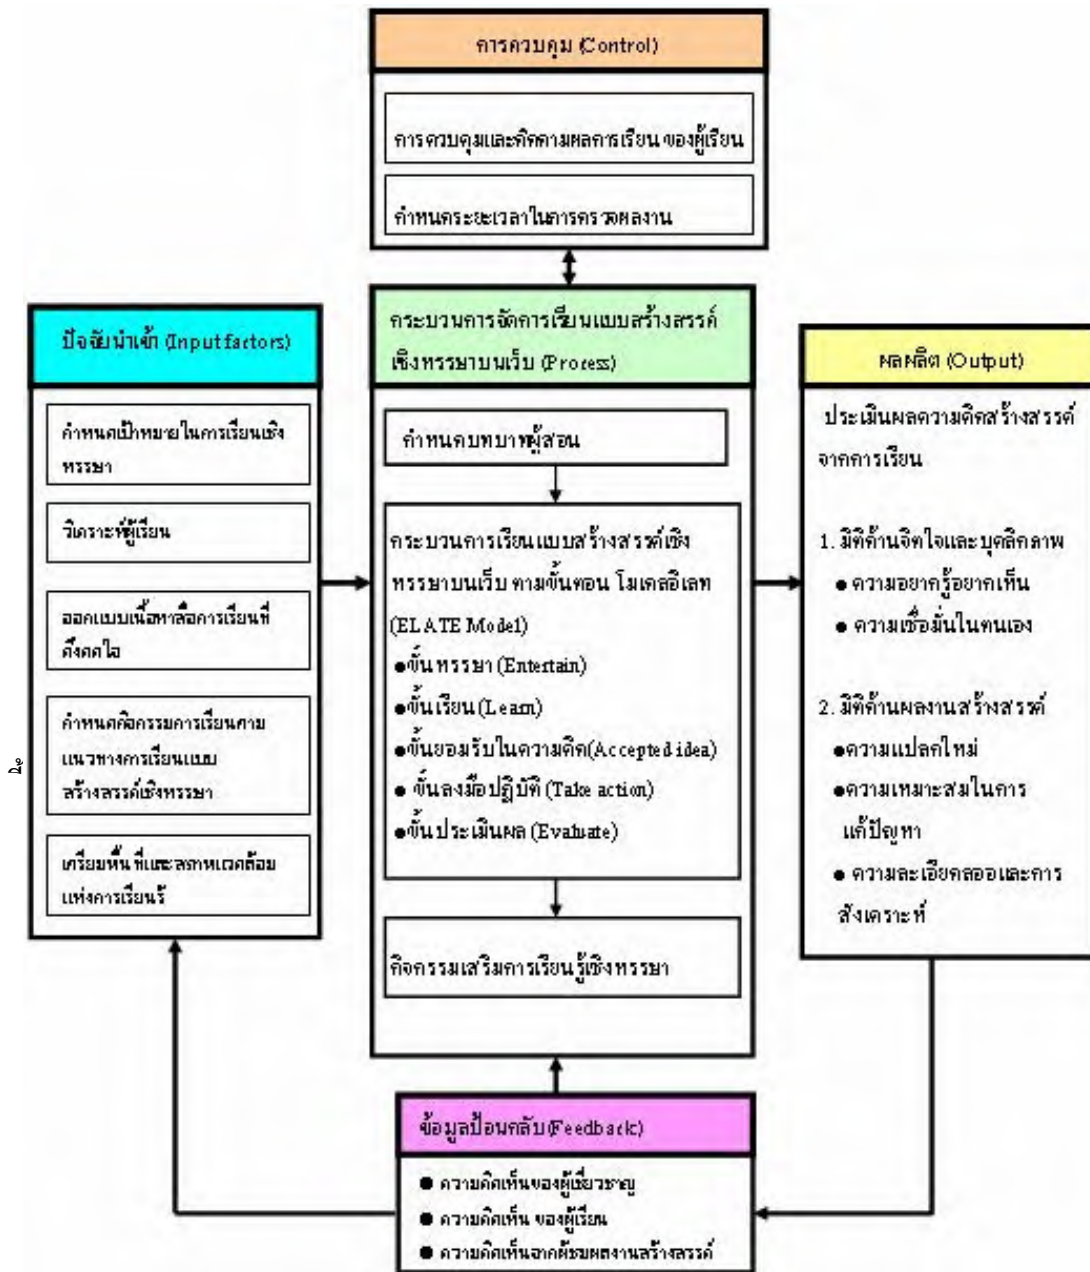 การควบคุม (Control)
การควบคุมและติดตามผลการเรียน ของผู้เรียน
กำหนดระยะเวลาในการตรวจผลงาน
ปัจจัยนำเข้า (Input factors)
กำหนดเป้าหมายในการเรียนเชิง
หรรษา
วิเคราะห์ผู้เรียน
ออกแบบเนื้อหาสื่อการเรียนที่
ดึงดูดใจ
กำหนดกิจกรรมการเรียนตาม
แนวทางการเรียนแบบ
สร้างสรรค์เชิงหรรษา
เตรียมพื้นที่และสภาพแวดล้อม
แห่งการเรียนรู้
กระบวนการจัดการเรียนแบบสร้างสรรค์
เชิงหรรษาบนเว็บ (Process)
กำหนดบทบาทผู้สอน
กระบวนการเรียนแบบสร้างสรรค์เชิง
หรรษาบนเว็บ ตามขั้นตอน โมเดลอีเลท
(ELATE Model)
●ขั้นหรรษา (Entertain)
●ขั้นเรียน (Learn)
●ขั้นยอมรับในความคิด(Accepted idea)
● ขั้นลงมือปฏิบัติ (Take action)
●ขั้นประเมินผล (Evaluate)
กิจกรรมเสริมการเรียนรู้เชิงหรรษา
ผลผลิต (Output)
ประเมินผลความคิดสร้างสรรค์
จากการเรียน
1. มิติด้านจิตใจและบุคลิกภาพ
● ความอยากรู้อยากเห็น
● ความเชื่อมั่นในตนเอง
2. มิติด้านผลงานสร้างสรรค์
●ความแปลกใหม่
●ความเหมาะสมในการ
แก้ปัญหา
● ความละเอียดลออและการ
สังเคราะห์
ข้อมูลป้อนกลับ(Feedback)
● ความคิดเห็นของผู้เชี่ยวชาญ
● ความคิดเห็น ของผู้เรียน
● ความคิดเห็นจากผู้ชมผลงานสร้างสรรค์